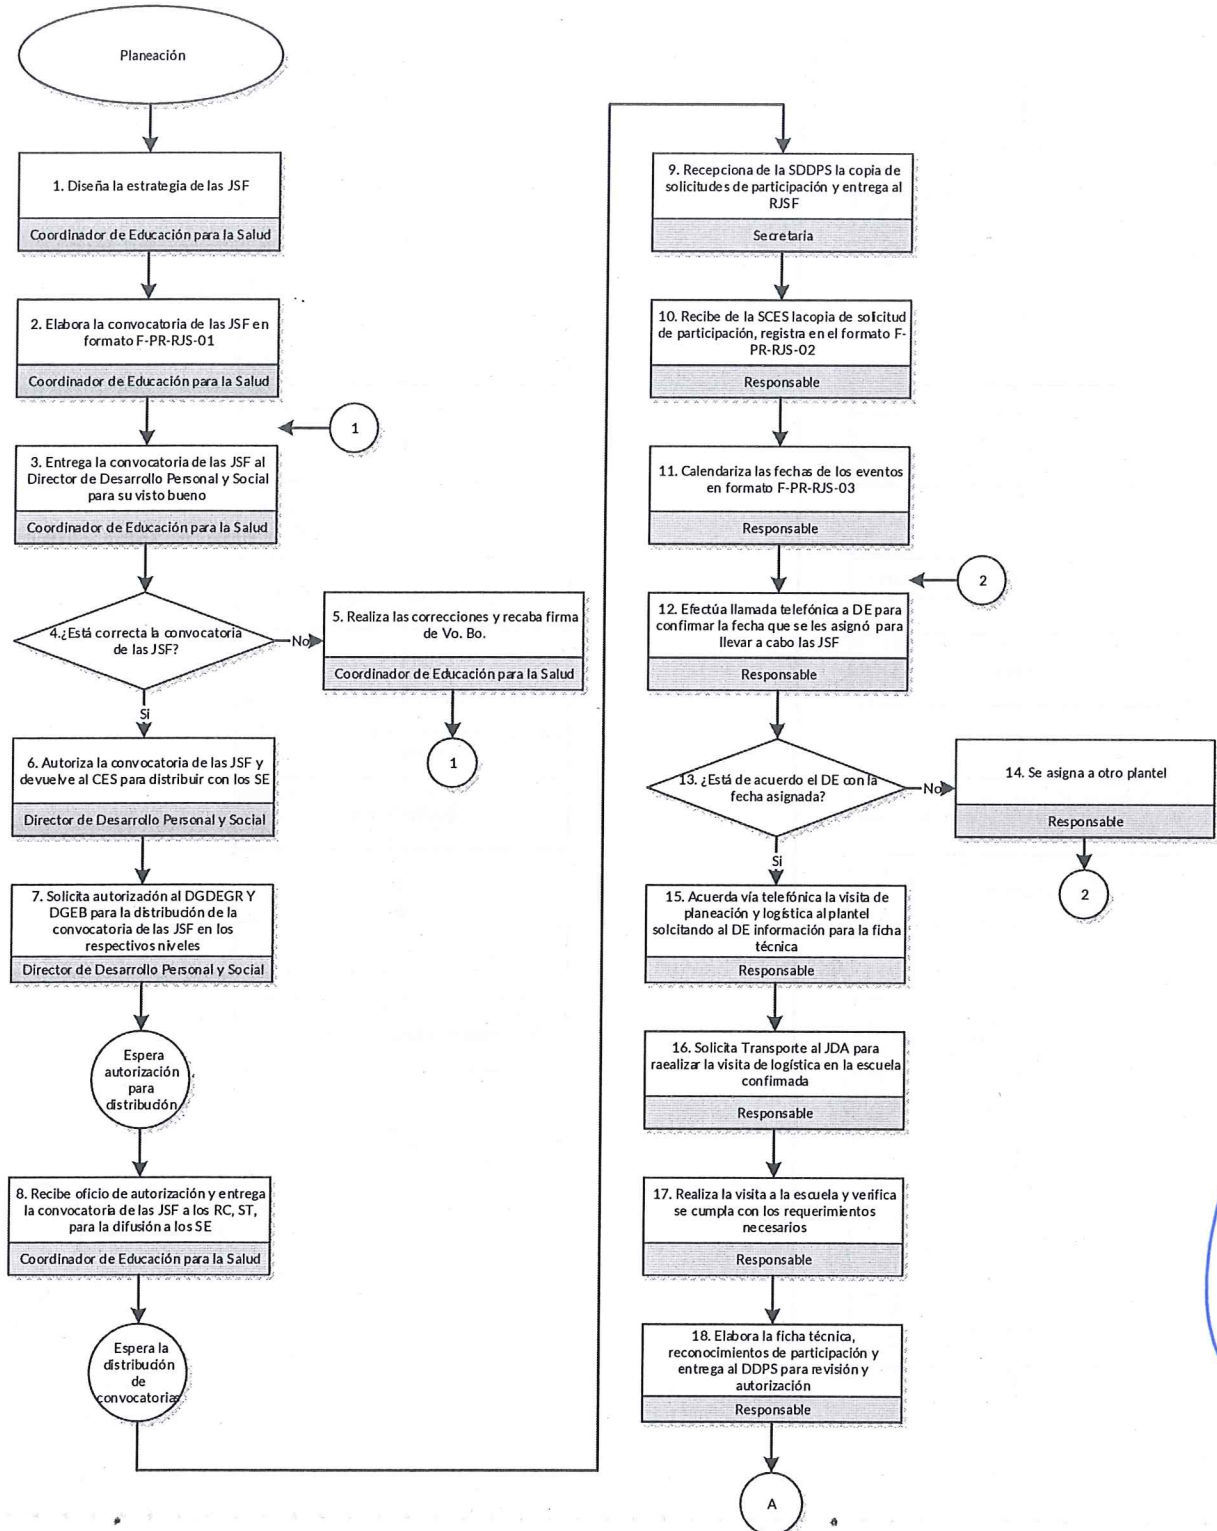 Planeación
1. Diseña la estrategia de las JSF
Coordinador de Educación para la Salud
2. Elabora la convocatoria de las JSF en
formato F-PR-RJS-01
Coordinador de Educación para la Salud
1
3. Entrega la convocatoria de las JSF al
Director de Desarrollo Personal y Social
para su visto bueno
Coordinador de Educación para la Salud
4.¿Está correcta la convocatoria
de las JSF?
No
5. Realiza las correcciones y recaba firma
de Vo. Bo.
Coordinador de Educación para la Salud
1
Si
6. Autoriza la convocatoria de las JSF y
devuelve al CES para distribuir con los SE
Director de Desarrollo Personal y Social
7. Solicita autorización al DGDEGR Y
DGEB para la distribución de la
convocatoria de las JSF en los
respectivos niveles
Director de Desarrollo Personal y Social
Espera
autorización
para
distribución
8. Recibe oficio de autorización y entrega
la convocatoria de las JSF a los RC, ST,
para la difusión a los SE
Coordinador de Educación para la Salud
Espera la
distribución
de
convocatorias
9. Recepciona de la SDDPS la copia de
solicitudes de participación y entrega al
RJSF
Secretaria
10. Recibe de la SCES lacopia de solicitud
de participación, registra en el formato F-
PR-RJS-02
Responsable
11. Calendariza las fechas de los eventos
en formato F-PR-RJS-03
Responsable
2
12. Efectúa llamada telefónica a DE para
confirmar la fecha que se les asignó para
llevar a cabo las JSF
Responsable
13. ¿Está de acuerdo el DE con la
fecha asignada?
No
14. Se asigna a otro plantel
Responsable
2
Si
15. Acuerda vía telefónica la visita de
planeación y logística al plantel
solcitando al DE información para la ficha
técnica
Responsable
16. Solicita Transporte al JDA para
raealizar la visita de logística en la escuela
confirmada
Responsable
17. Realiza la visita a la escuela y verifica
se cumpla con los requerimientos
necesarios
Responsable
18. Elabora la ficha técnica,
reconocimientos de participación y
entrega al DDPS para revisión y
autorización
Responsable
A